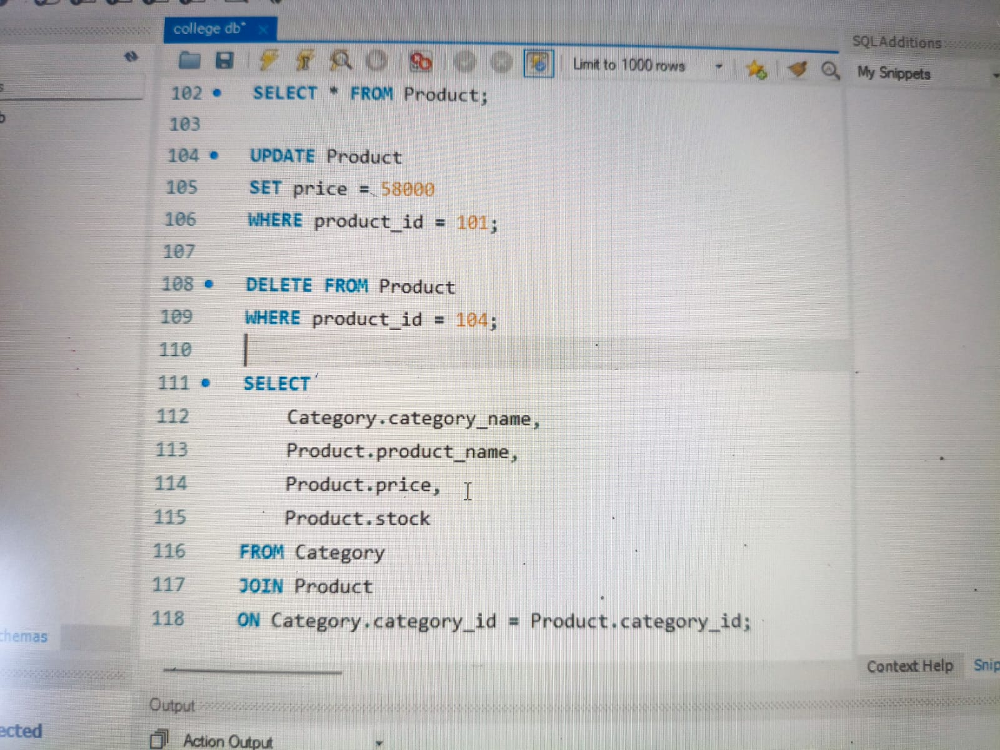 college db*
SQLAdditions
Limit to 1000 rows
My Snippets
102 SELECT * FROM Product;
103
104 UPDATE Product
105 SET price = 58000
106 WHERE product_id = 101;
107
108 DELETE FROM Product
109 WHERE product_id = 104;
110
111 SELECT
112 Category.category_name,
113 Product.product_name,
114 Product.price,
115 Product.stock
116 FROM Category
117 JOIN Product
118 ON Category.category_id = Product.category_id;
chemas
Context Help Snip
Output
ected
Action Output